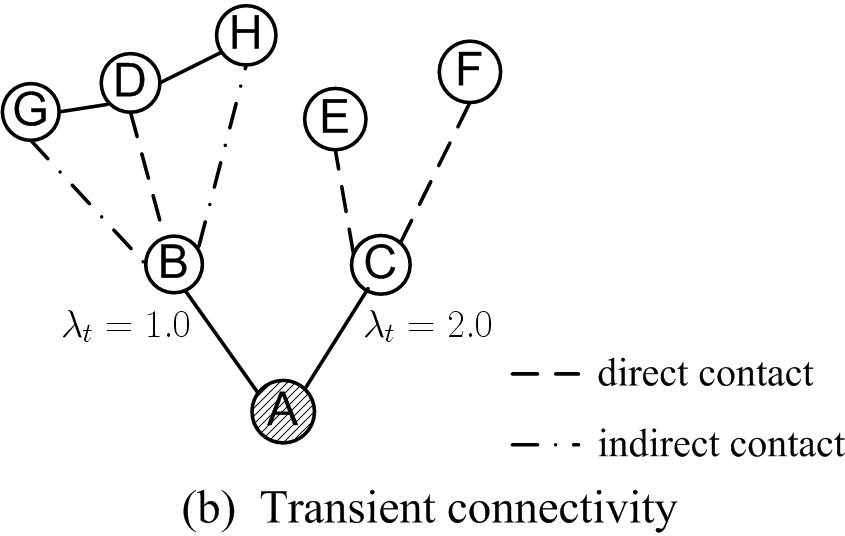 H
D
F
G
E
B
C
λt = 1.0
λt = 2.0
A
direct contact
indirect contact
(b) Transient connectivity